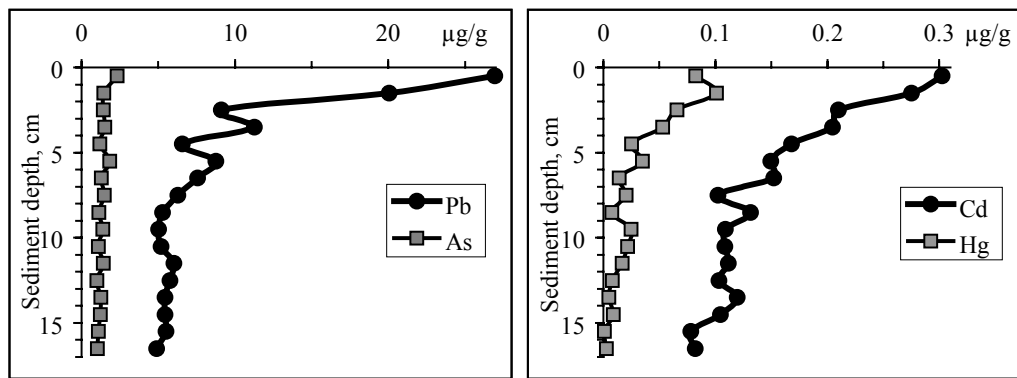 0 10 20 µg/g
0
5
10
15
Sediment depth, cm
Pb
As
0 0.1 0.2 0.3 µg/g
0
5
10
15
Sediment depth, cm
Cd
Hg